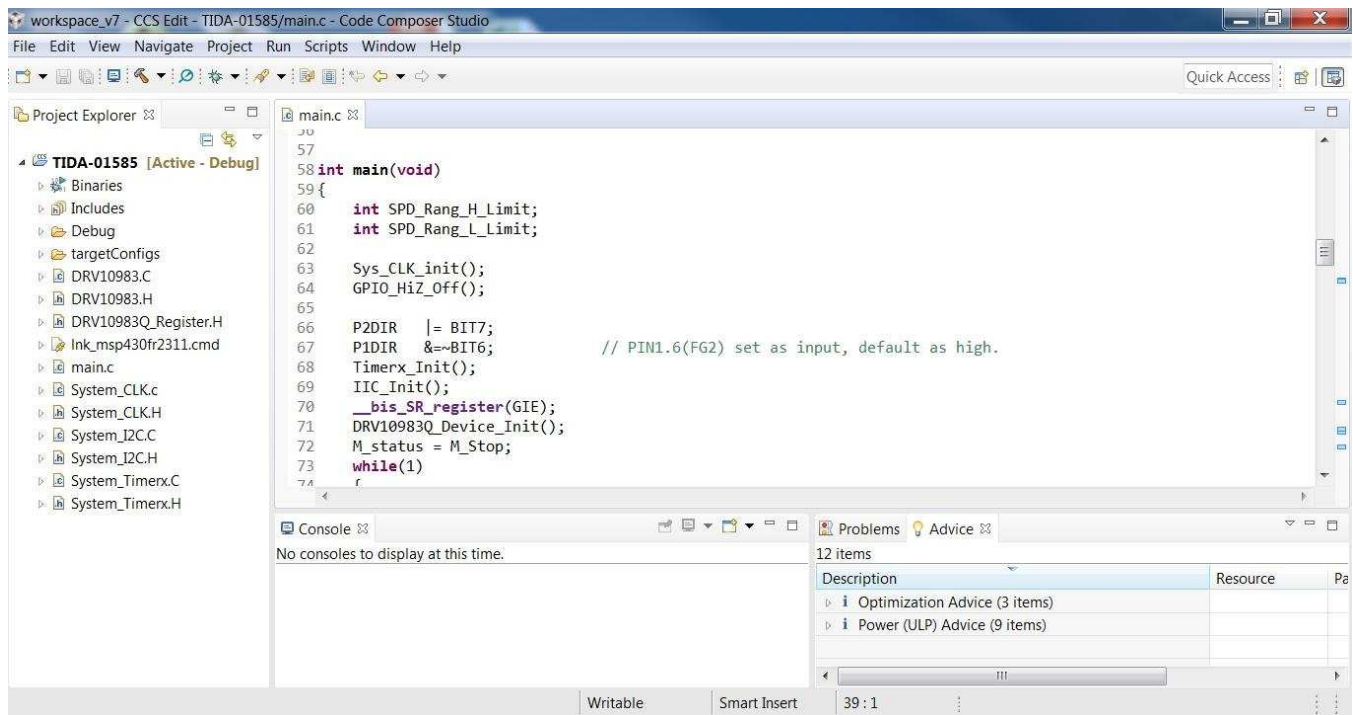 workspace_v7 - CCS Edit - TIDA-01585/main.c - Code Composer Studio
File Edit View Navigate Project Run Scripts Window Help
Quick Access
Project Explorer
TIDA-01585 [Active - Debug]
Binaries
Includes
Debug
targetConfigs
DRV10983.C
DRV10983.H
DRV10983Q_Register.H
lnk_msp430fr2311.cmd
main.c
System_CLK.c
System_CLK.H
System_I2C.C
System_I2C.H
System_Timerx.C
System_Timerx.H
main.c
56
57
58 int main(void)
59 {
60 int SPD_Rang_H_Limit;
61 int SPD_Rang_L_Limit;
62
63 Sys_CLK_init();
64 GPIO_HiZ_Off();
65
66 P2DIR |= BIT7;
67 P1DIR &=~BIT6; // PIN1.6(FG2) set as input, default as high.
68 Timerx_Init();
69 IIC_Init();
70 __bis_SR_register(GIE);
71 DRV10983Q_Device_Init();
72 M_status = M_Stop;
73 while(1)
74 {
Console
No consoles to display at this time.
Problems Advice
12 items
Description Resource Pa
i Optimization Advice (3 items)
i Power (ULP) Advice (9 items)
Writable Smart Insert 39 : 1